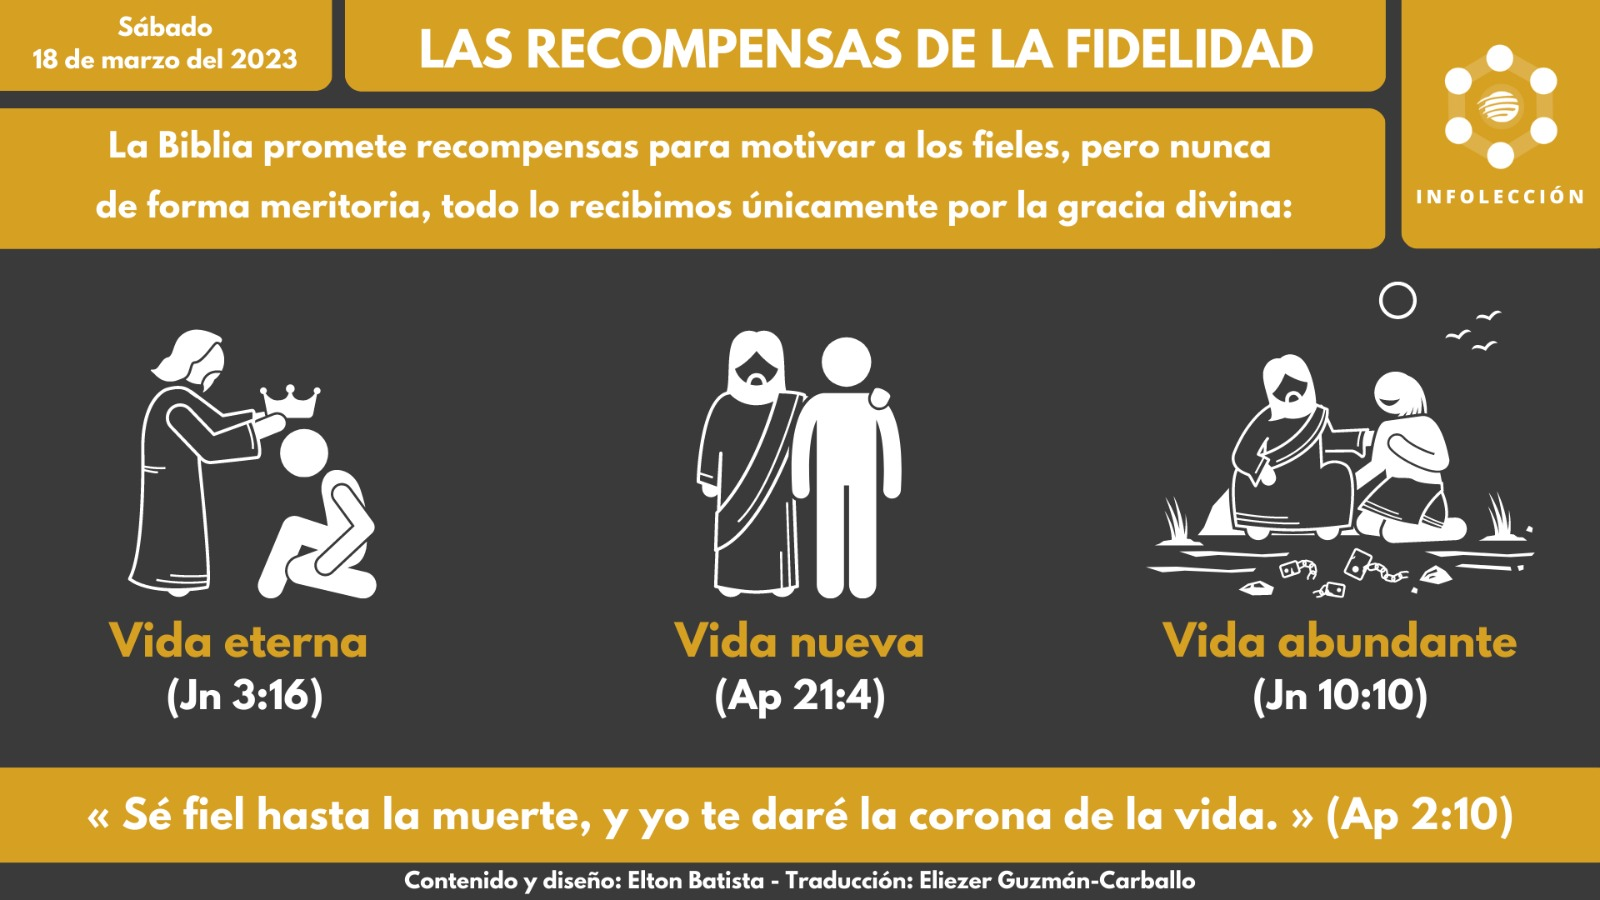 Sábado
18 de marzo del 2023
LAS RECOMPENSAS DE LA FIDELIDAD
INFOLECCIÓN
La Biblia promete recompensas para motivar a los fieles, pero nunca
de forma meritoria, todo lo recibimos únicamente por la gracia divina:
Vida eterna
(Jn 3:16)
Vida nueva
(Ap 21:4)
Vida abundante
(Jn 10:10)
« Sé fiel hasta la muerte, y yo te daré la corona de la vida. » (Ap 2:10)
Contenido y diseño: Elton Batista - Traducción: Eliezer Guzmán-Carballo